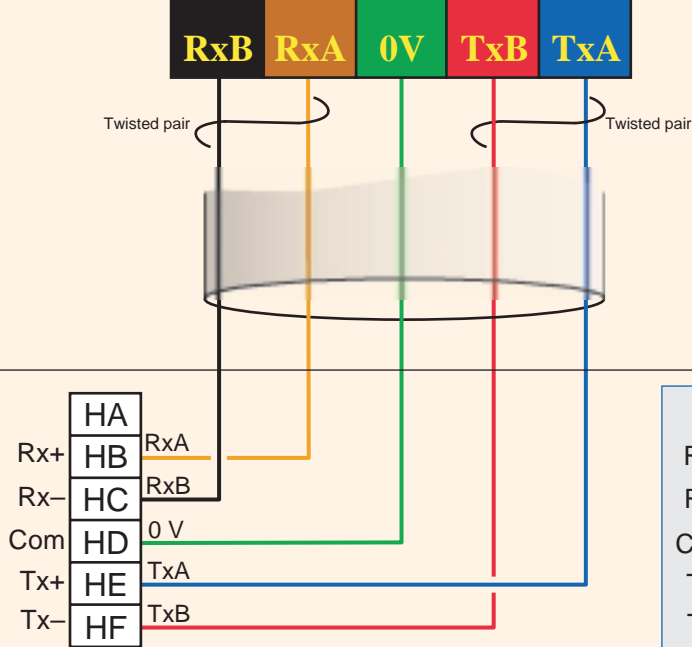 RxB RxA 0V TxB TxA
Twisted pair Twisted pair
HA
Rx+ HB RxA
Rx– HC RxB
Com HD 0 V
Tx+ HE TxA
Tx– HF TxB